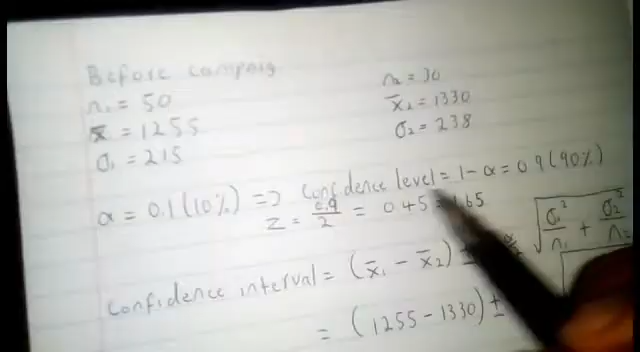 Before campaig
n₁ = 50
x̄ = 1255
σ₁ = 215
n₂ = 30
x̄₂ = 1330
σ₂ = 238
α = 0.1 (10%) => Confidence level = 1 - α = 0.9 (90%)
Z = 0.9/2 = 0.45 = 1.65
Confidence interval = (x̄₁ - x̄₂) ± √ σ₁²/n₁ + σ₂²/n₂
= (1255 - 1330) ±